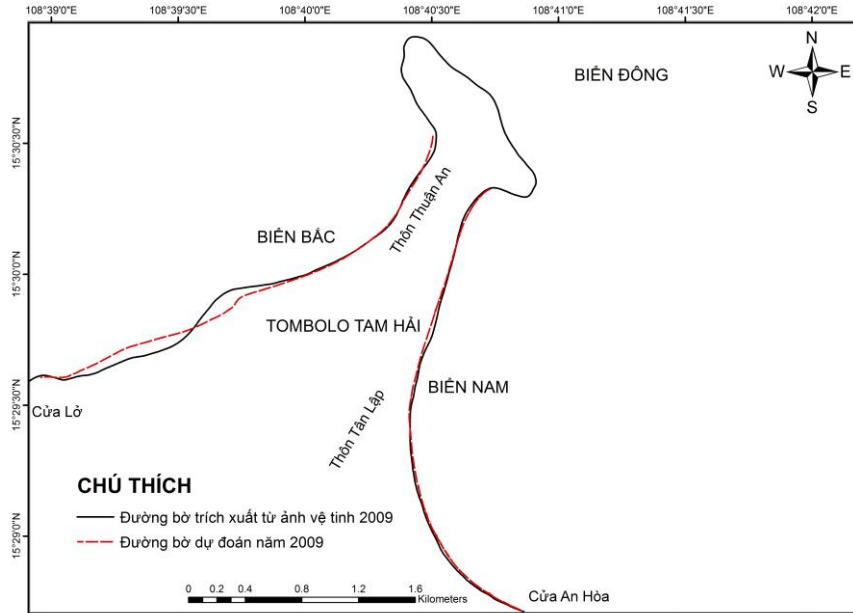 108°39'0"E 108°39'30"E 108°40'0"E 108°40'30"E 108°41'0"E 108°41'30"E 108°42'0"E
N
W E
S
BIỂN ĐÔNG
15°30'30"N
Thôn Thuận An
BIỂN BẮC
15°30'0"N
TOMBOLO TAM HẢI
BIỂN NAM
15°29'30"N
Cửa Lở
Thôn Tân Lập
CHÚ THÍCH
Đường bờ trích xuất từ ảnh vệ tinh 2009
Đường bờ dự đoán năm 2009
15°29'0"N
0 0.2 0.4 0.8 1.2 1.6
Kilometers
Cửa An Hòa